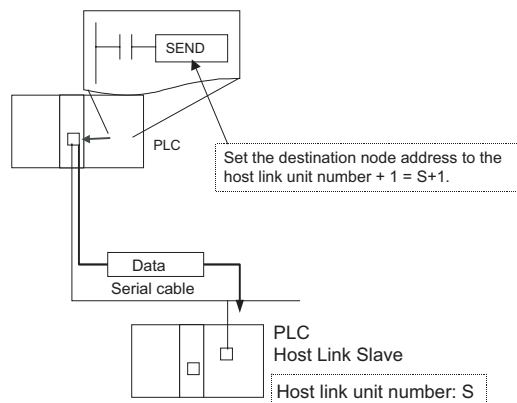 SEND
PLC
Set the destination node address to the
host link unit number + 1 = S+1.
Data
Serial cable
PLC
Host Link Slave
Host link unit number: S